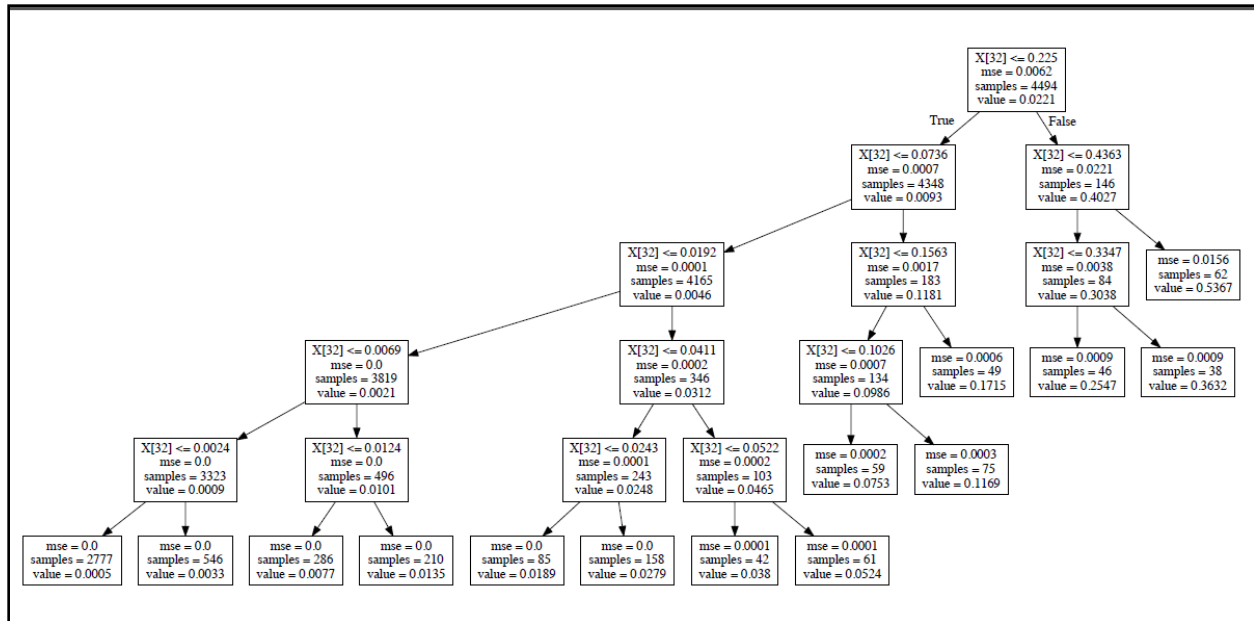 X[32] <= 0.225
mse = 0.0062
samples = 4494
value = 0.0221
True
False
X[32] <= 0.0736
mse = 0.0007
samples = 4348
value = 0.0093
X[32] <= 0.4363
mse = 0.0221
samples = 146
value = 0.4027
X[32] <= 0.0192
mse = 0.0001
samples = 4165
value = 0.0046
X[32] <= 0.1563
mse = 0.0017
samples = 183
value = 0.1181
X[32] <= 0.3347
mse = 0.0038
samples = 84
value = 0.3038
mse = 0.0156
samples = 62
value = 0.5367
X[32] <= 0.0069
mse = 0.0
samples = 3819
value = 0.0021
X[32] <= 0.0411
mse = 0.0002
samples = 346
value = 0.0312
X[32] <= 0.1026
mse = 0.0007
samples = 134
value = 0.0986
mse = 0.0006
samples = 49
value = 0.1715
mse = 0.0009
samples = 46
value = 0.2547
mse = 0.0009
samples = 38
value = 0.3632
X[32] <= 0.0024
mse = 0.0
samples = 3323
value = 0.0009
X[32] <= 0.0124
mse = 0.0
samples = 496
value = 0.0101
X[32] <= 0.0243
mse = 0.0001
samples = 243
value = 0.0248
X[32] <= 0.0522
mse = 0.0002
samples = 103
value = 0.0465
mse = 0.0002
samples = 59
value = 0.0753
mse = 0.0003
samples = 75
value = 0.1169
mse = 0.0
samples = 2777
value = 0.0005
mse = 0.0
samples = 546
value = 0.0033
mse = 0.0
samples = 286
value = 0.0077
mse = 0.0
samples = 210
value = 0.0135
mse = 0.0
samples = 85
value = 0.0189
mse = 0.0
samples = 158
value = 0.0279
mse = 0.0001
samples = 42
value = 0.038
mse = 0.0001
samples = 61
value = 0.0524